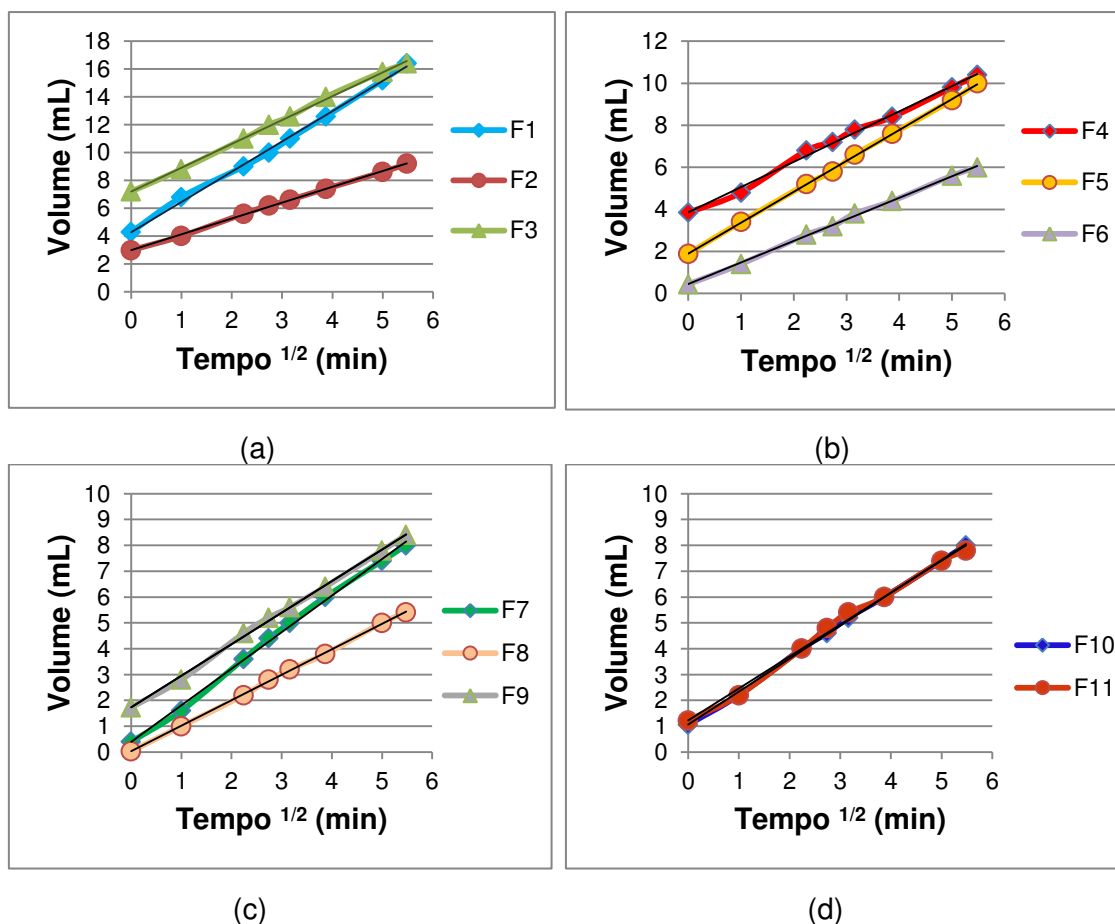 18
16
14
12
10
8
6
4
2
0
Volume (mL)
0 1 2 3 4 5 6
Tempo 1/2 (min)
F1
F2
F3
(a)
12
10
8
6
4
2
0
Volume (mL)
0 1 2 3 4 5 6
Tempo 1/2 (min)
F4
F5
F6
(b)
10
9
8
7
6
5
4
3
2
1
0
Volume (mL)
0 1 2 3 4 5 6
Tempo 1/2 (min)
F7
F8
F9
(c)
10
9
8
7
6
5
4
3
2
1
0
Volume (mL)
0 1 2 3 4 5 6
Tempo 1/2 (min)
F10
F11
(d)